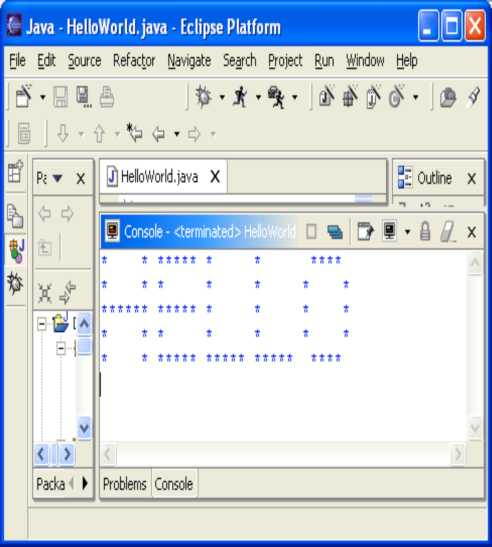 Java - HelloWorld.java - Eclipse Platform
File Edit Source Refactor Navigate Search Project Run Window Help
Pa HelloWorld.java X Outline X
Console - <terminated> HelloWorld
*     * ***** *     *      ****
*     * *     *     *     *    *
****** ***** *     *     *    *
*     * *     *     *     *    *
*     * ***** ***** *****  ****
Packa
Problems Console